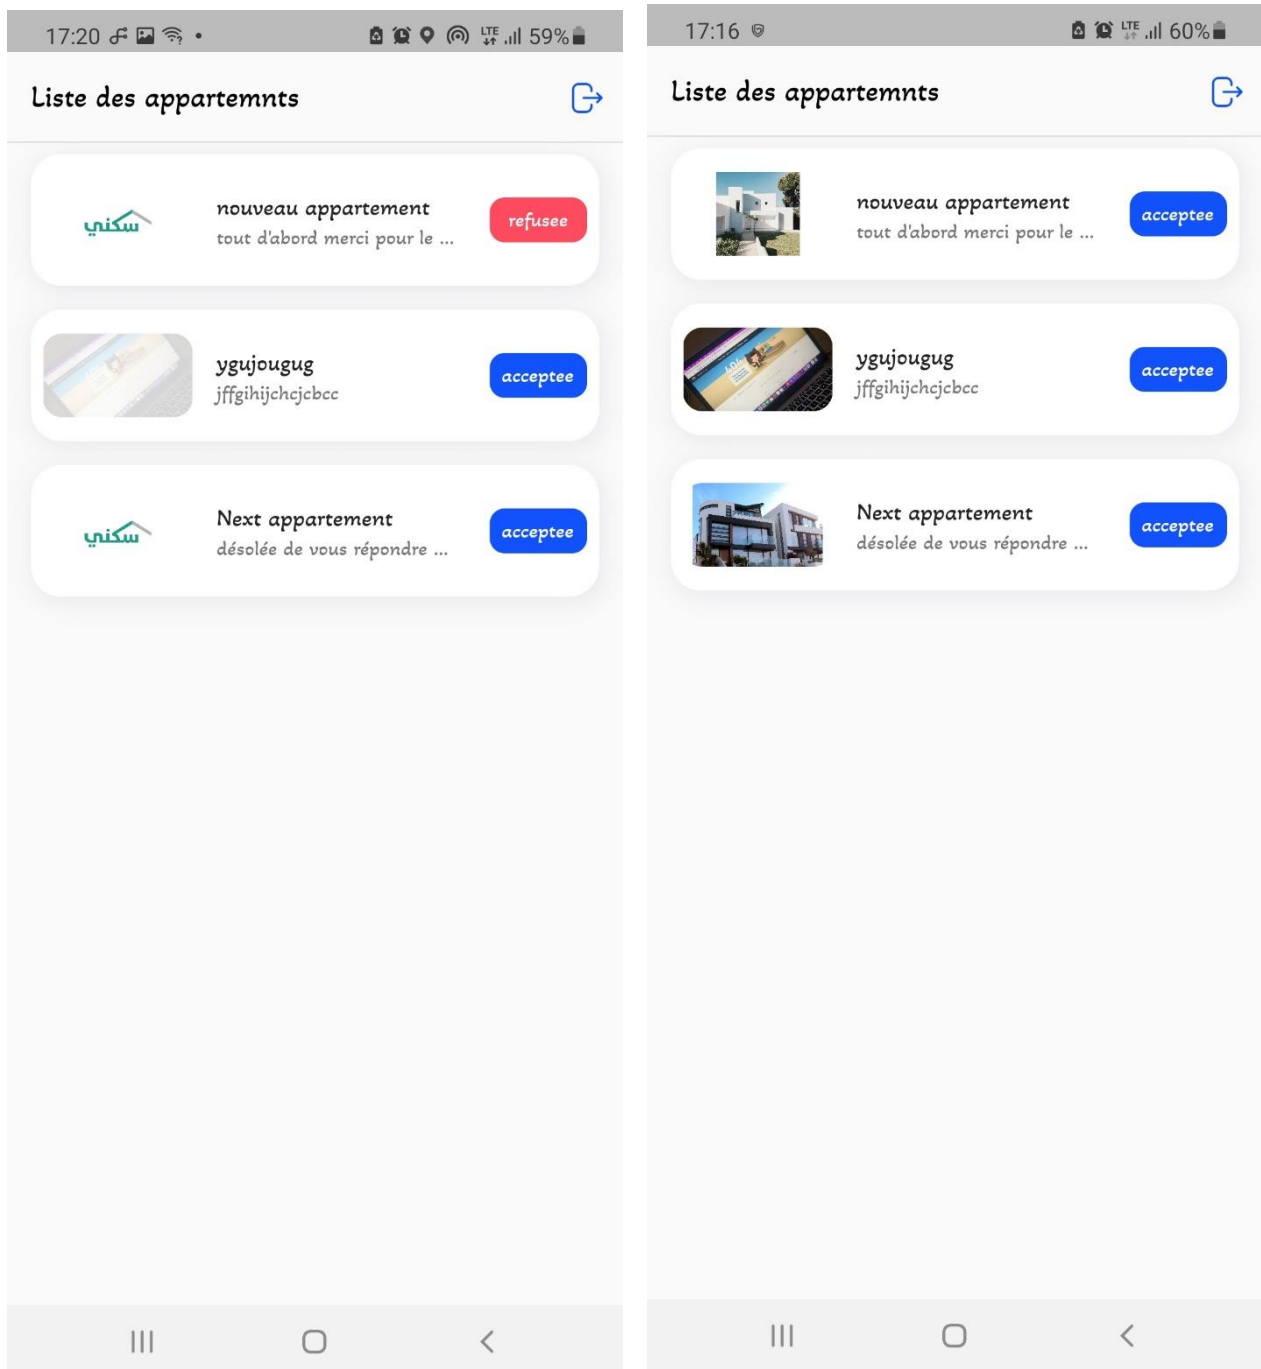 17:20
LTE
59%
Liste des appartemnts
سكني
nouveau appartement
tout d'abord merci pour le ...
refusee
ygujougug
jffgihijchcjcbcc
acceptee
سكني
Next appartement
désolée de vous répondre ...
acceptee
17:16
LTE
60%
Liste des appartemnts
nouveau appartement
tout d'abord merci pour le ...
acceptee
ygujougug
jffgihijchcjcbcc
acceptee
Next appartement
désolée de vous répondre ...
acceptee